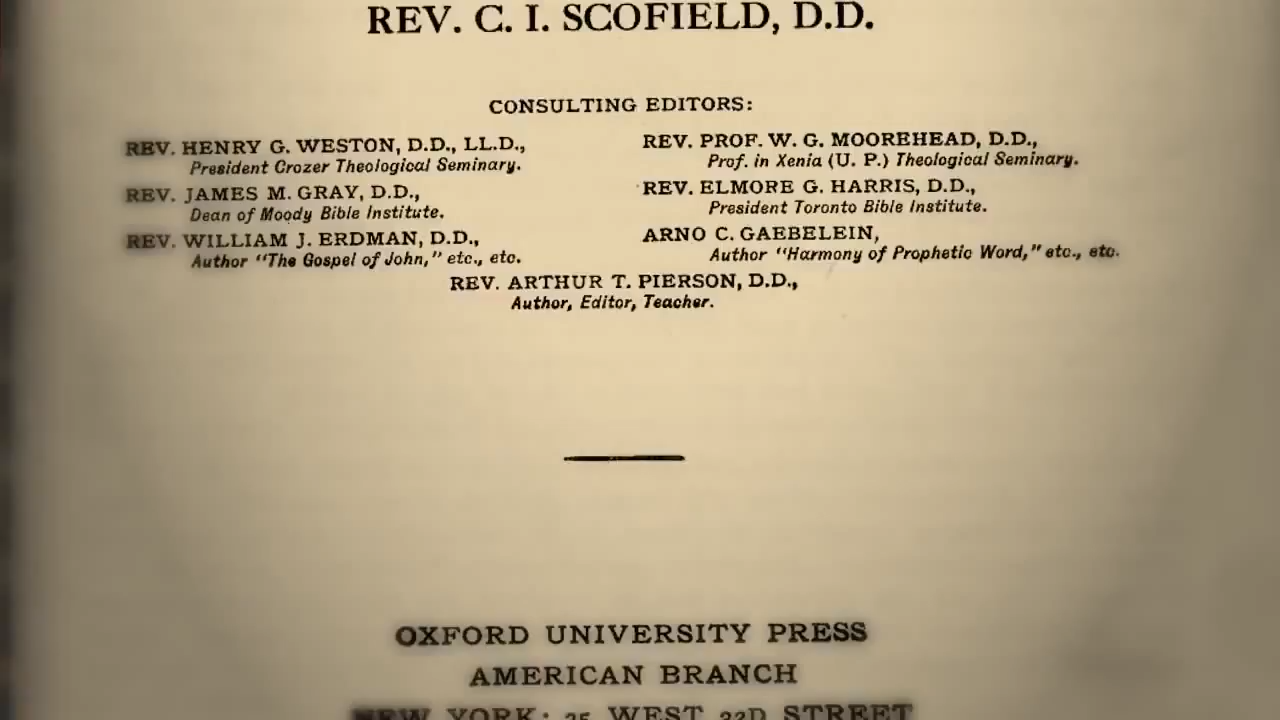 REV. C. I. SCOFIELD, D.D.
CONSULTING EDITORS:
REV. HENRY G. WESTON, D.D., LL.D.,
President Crozer Theological Seminary.
REV. JAMES M. GRAY, D.D.,
Dean of Moody Bible Institute.
REV. WILLIAM J. ERDMAN, D.D.,
Author "The Gospel of John," etc., etc.
REV. PROF. W. G. MOOREHEAD, D.D.,
Prof. in Xenia (U. P.) Theological Seminary.
REV. ELMORE G. HARRIS, D.D.,
President Toronto Bible Institute.
ARNO C. GAEBELEIN,
Author "Harmony of Prophetic Word," etc., etc.
REV. ARTHUR T. PIERSON, D.D.,
Author, Editor, Teacher.
OXFORD UNIVERSITY PRESS
AMERICAN BRANCH
NEW YORK: 35 WEST 32D STREET